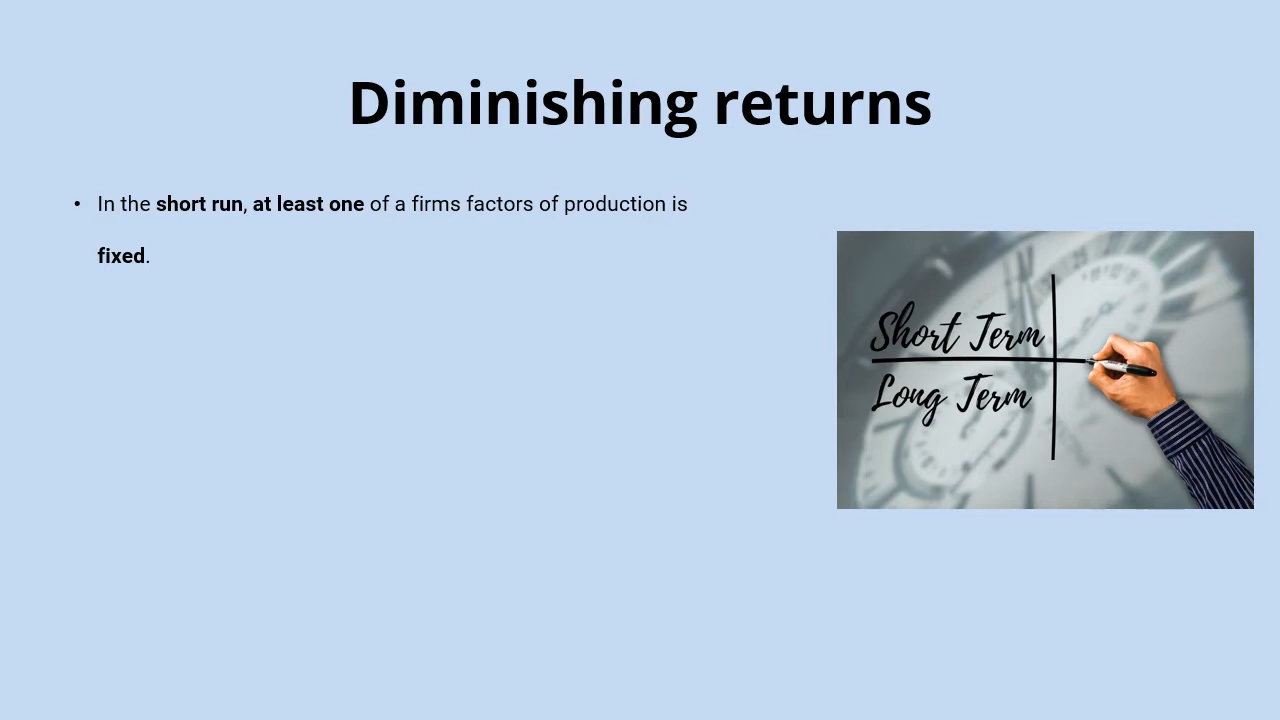 Diminishing returns
• In the short run, at least one of a firms factors of production is
fixed.
Short Term
Long Term